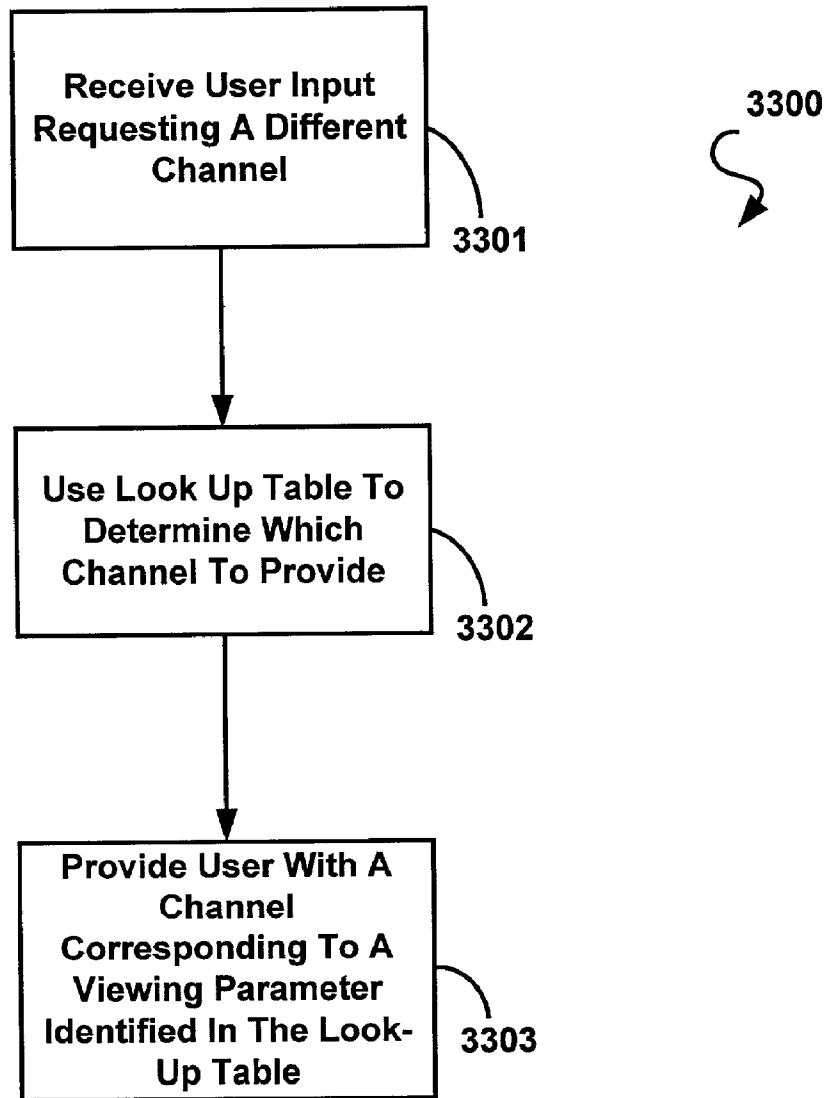 Receive User Input
Requesting A Different
Channel
3300
3301
Use Look Up Table To
Determine Which
Channel To Provide
3302
Provide User With A
Channel
Corresponding To A
Viewing Parameter
Identified In The Look-
Up Table
3303